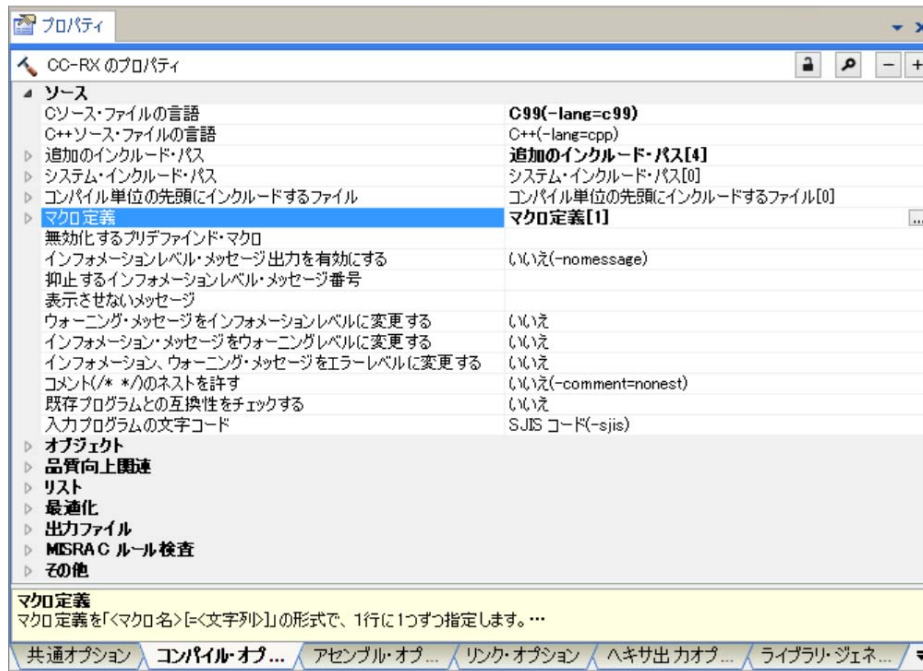 プロパティ
CC-RX のプロパティ
ソース
Cソース・ファイルの言語 C99(-lang=c99)
C++ソース・ファイルの言語 C++(-lang=cpp)
追加のインクルード・パス 追加のインクルード・パス[4]
システム・インクルード・パス システム・インクルード・パス[0]
コンパイル単位の先頭にインクルードするファイル コンパイル単位の先頭にインクルードするファイル[0]
マクロ定義 マクロ定義[1] ...
無効化するプリデファインド・マクロ
インフォメーションレベル・メッセージ出力を有効にする いいえ(-nomessage)
抑止するインフォメーションレベル・メッセージ番号
表示させないメッセージ
ウォーニング・メッセージをインフォメーションレベルに変更する いいえ
インフォメーション・メッセージをウォーニングレベルに変更する いいえ
インフォメーション、ウォーニング・メッセージをエラーレベルに変更する いいえ
コメント(/* */)のネストを許す いいえ(-comment=nonest)
既存プログラムとの互換性をチェックする いいえ
入力プログラムの文字コード SJIS コード(-sjis)
オブジェクト
品質向上関連
リスト
最適化
出力ファイル
MISRA C ルール検査
その他
マクロ定義
マクロ定義を「<マクロ名>[=<文字列>]」の形式で、1行に1つずつ指定します。…
共通オプション コンパイル・オプ... アセンブル・オプ... リンク・オプション ヘキサ出力オプ... ライブラリ・ジェネ...